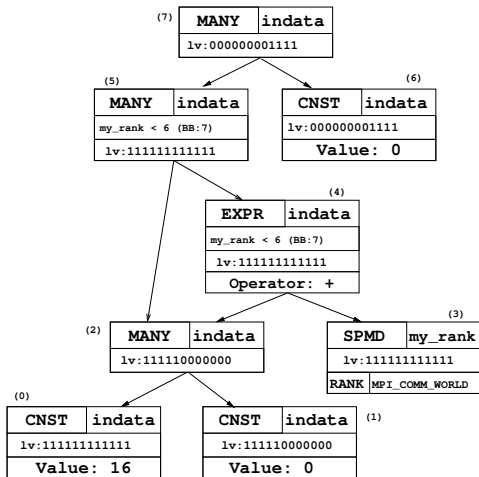 (7)
MANY indata
lv:000000001111
(5)
MANY indata
my_rank < 6 (BB:7)
lv:111111111111
(6)
CNST indata
lv:000000001111
Value: 0
(4)
EXPR indata
my_rank < 6 (BB:7)
lv:111111111111
Operator: +
(2)
MANY indata
lv:111110000000
(3)
SPMD my_rank
lv:111111111111
RANK MPI_COMM_WORLD
(0)
CNST indata
lv:111111111111
Value: 16
(1)
CNST indata
lv:111110000000
Value: 0